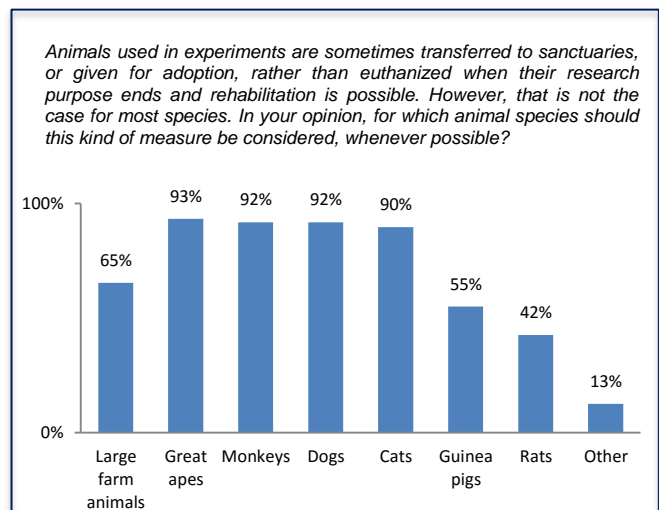 Animals used in experiments are sometimes transferred to sanctuaries,
or given for adoption, rather than euthanized when their research
purpose ends and rehabilitation is possible. However, that is not the
case for most species. In your opinion, for which animal species should
this kind of measure be considered, whenever possible?
100%
65%
93%
92%
92%
90%
55%
42%
13%
0%
Large
farm
animals
Great
apes
Monkeys
Dogs
Cats
Guinea
pigs
Rats
Other